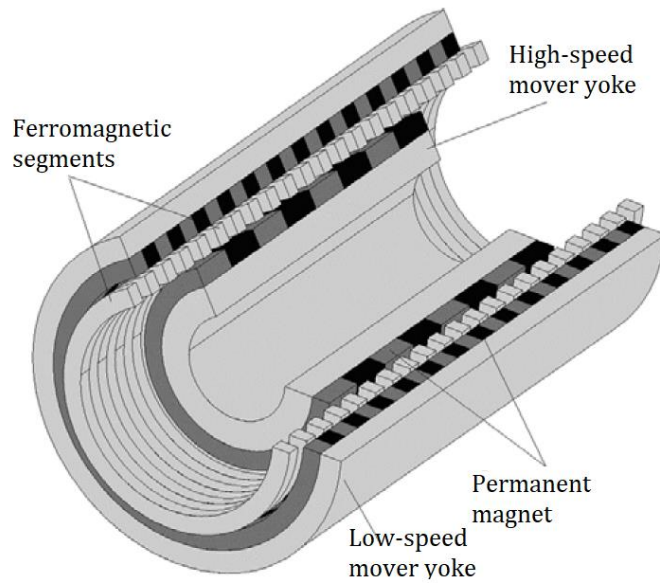 High-speed
mover yoke
Ferromagnetic
segments
Permanent
magnet
Low-speed
mover yoke